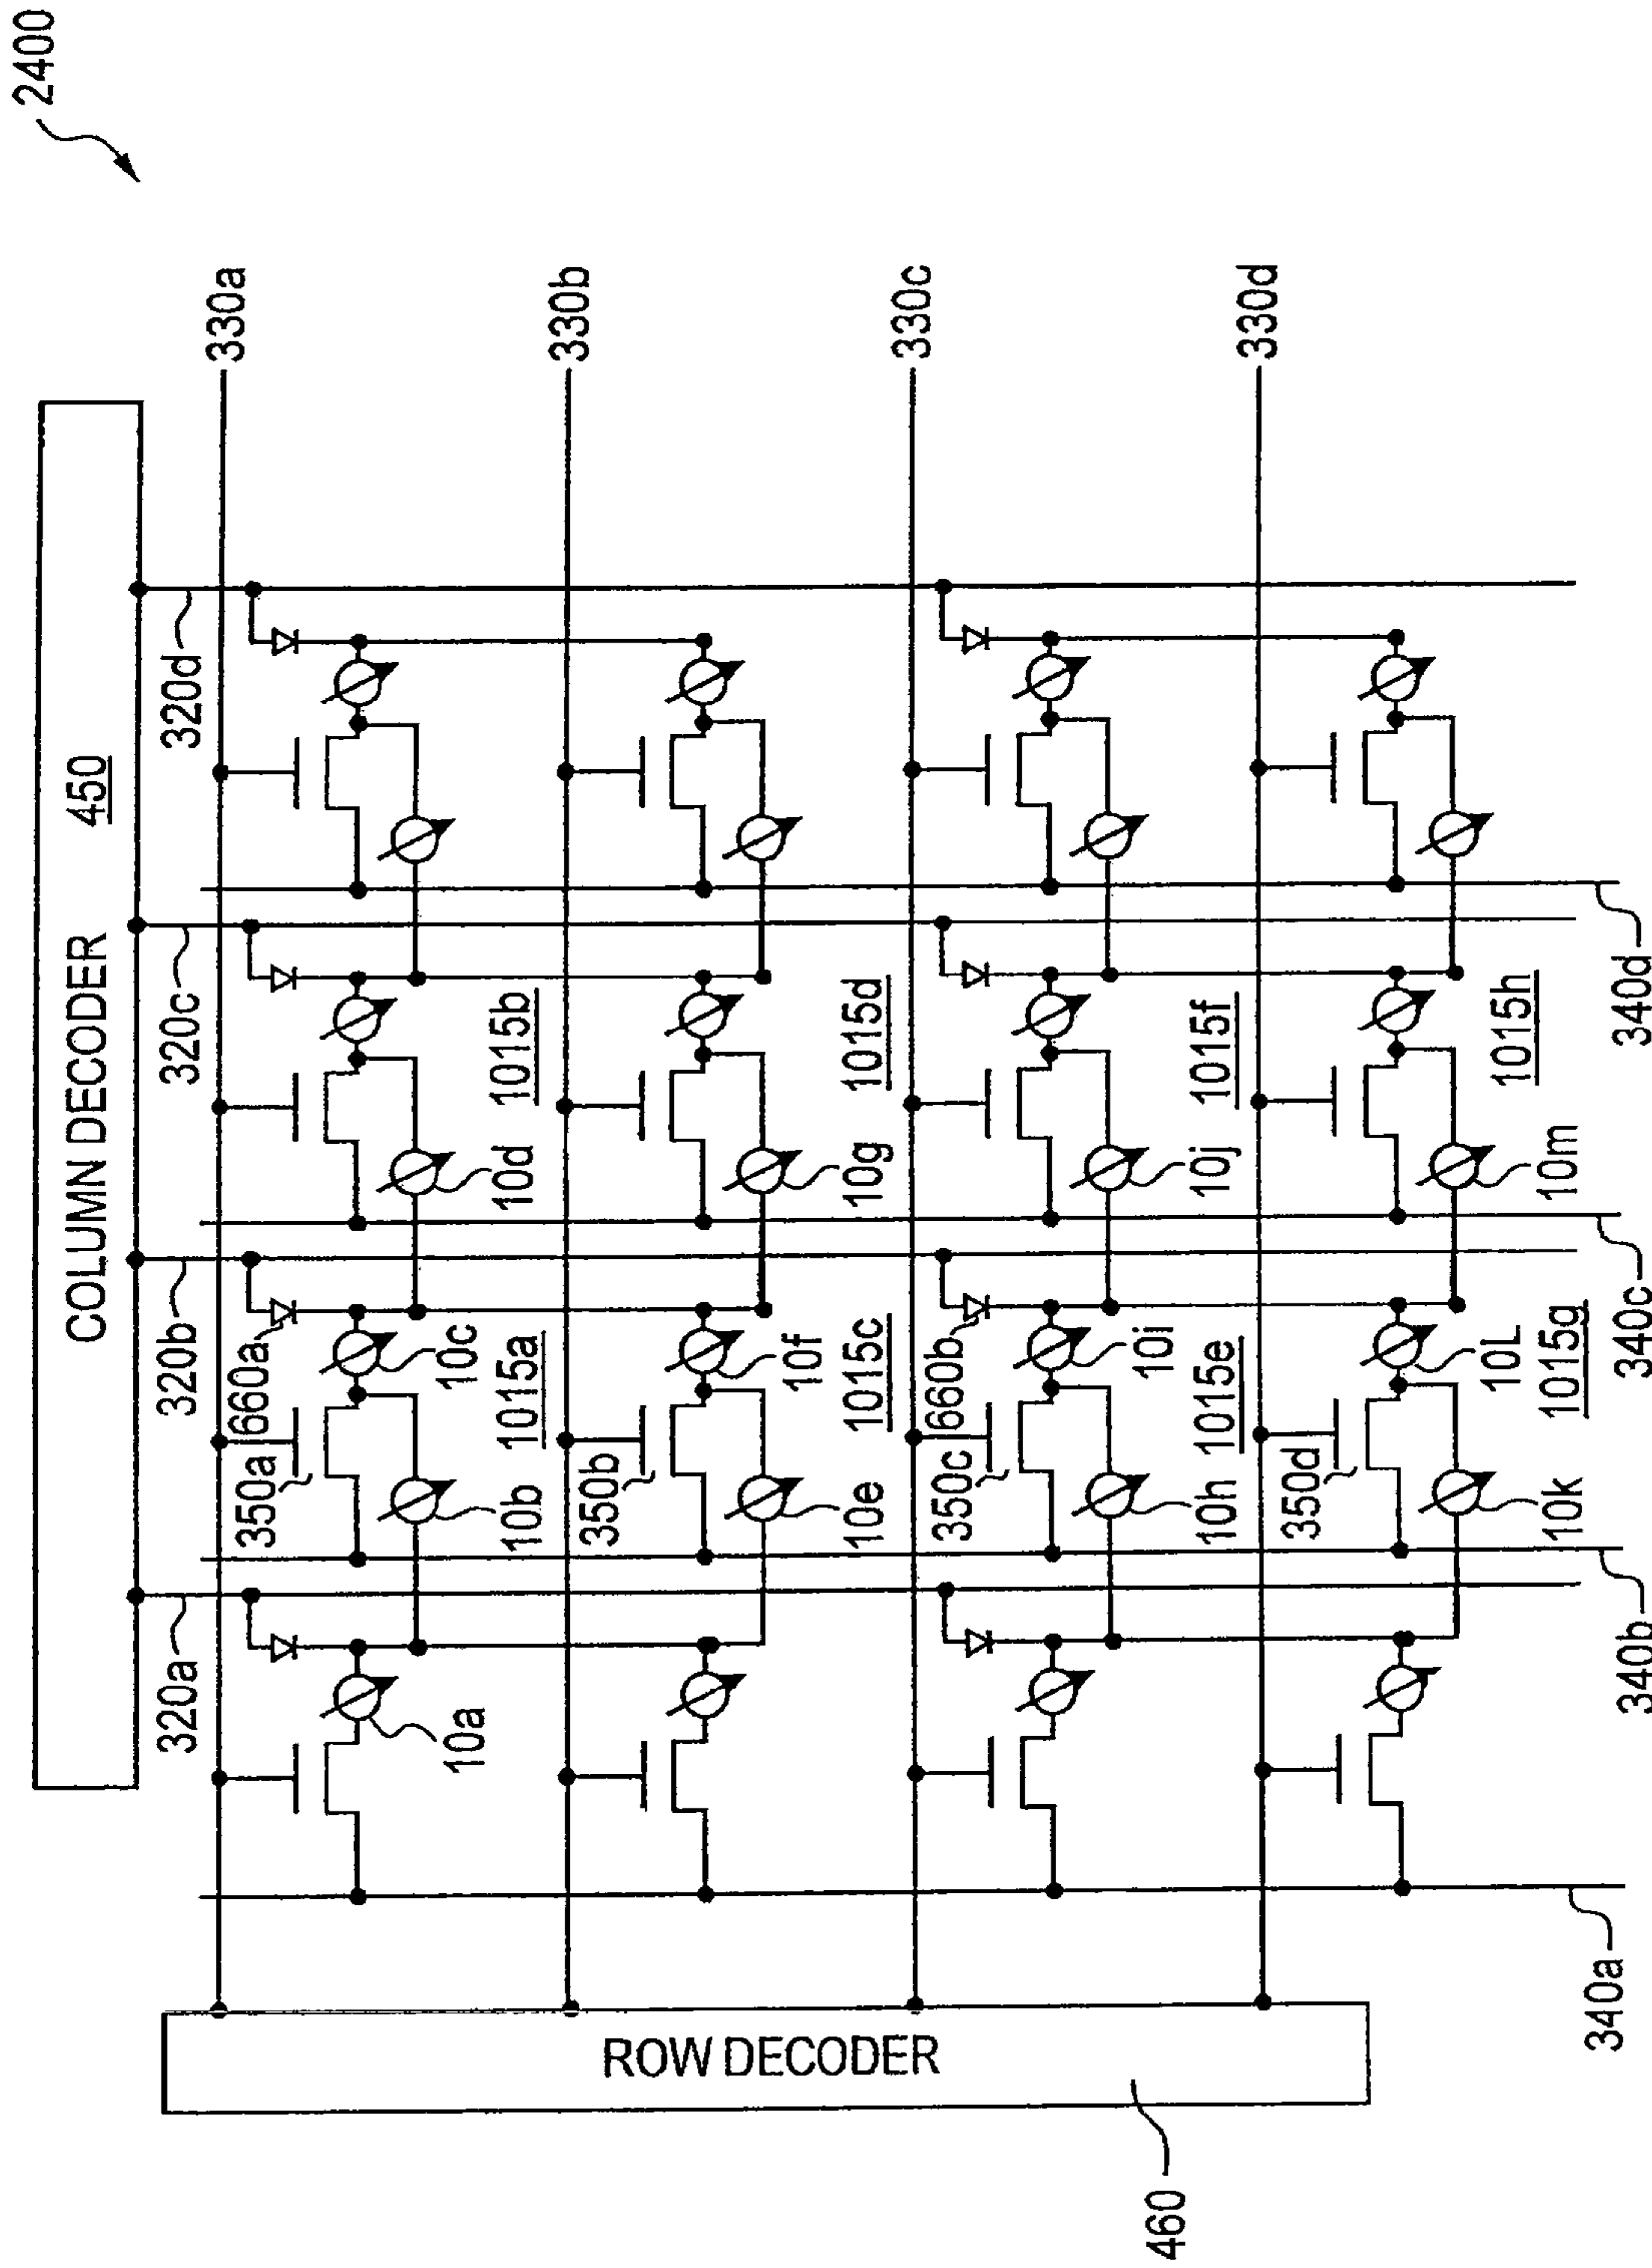 2400
COLUMN DECODER 450
320a
320b
320c
320d
330a
330b
330c
330d
350a
660a
10a
10b
10c
10d
1015a
1015b
350b
10e
10f
10g
1015c
1015d
350c
660b
10h
10i
10j
1015e
1015f
350d
10k
10L
10m
1015g
1015h
340a
340b
340c
340d
ROW DECODER
460